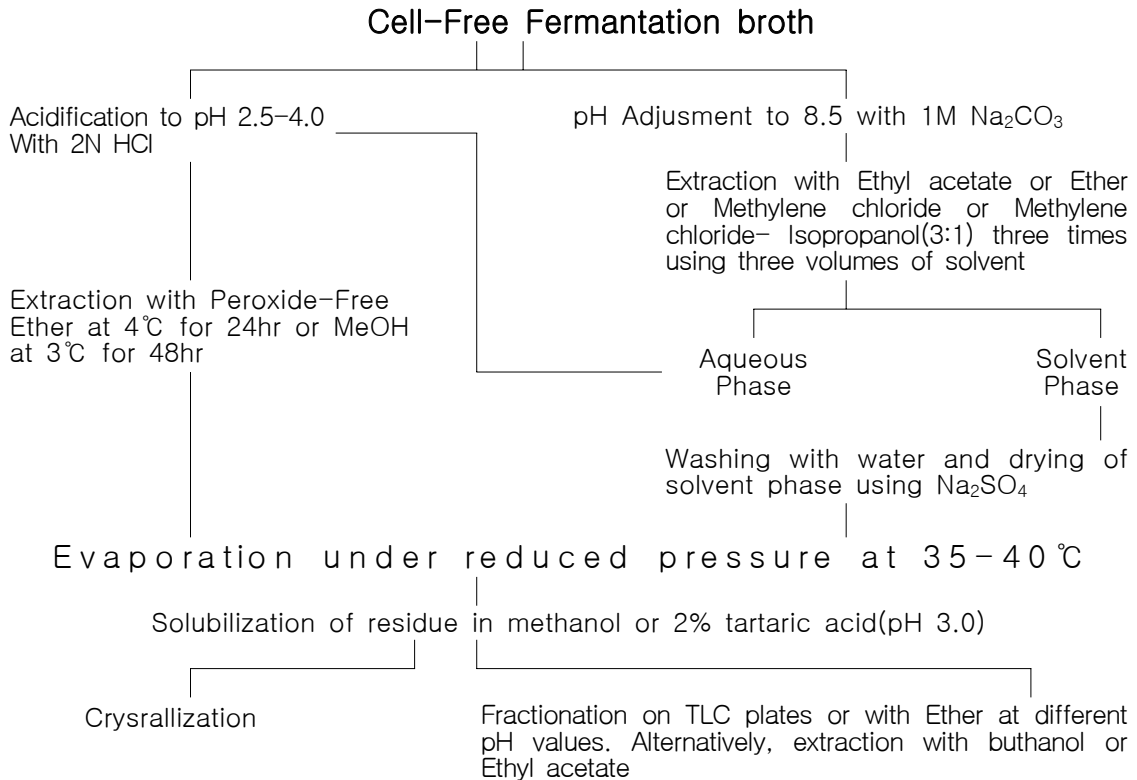 Cell-Free Fermantation broth
Acidification to pH 2.5-4.0
With 2N HCl
pH Adjusment to 8.5 with 1M Na₂CO₃
Extraction with Ethyl acetate or Ether
or Methylene chloride or Methylene
chloride- Isopropanol(3:1) three times
using three volumes of solvent
Extraction with Peroxide-Free
Ether at 4℃ for 24hr or MeOH
at 3℃ for 48hr
Aqueous
Phase
Solvent
Phase
Washing with water and drying of
solvent phase using Na₂SO₄
Evaporation under reduced pressure at 35-40℃
Solubilization of residue in methanol or 2% tartaric acid(pH 3.0)
Crysrallization
Fractionation on TLC plates or with Ether at different
pH values. Alternatively, extraction with buthanol or
Ethyl acetate